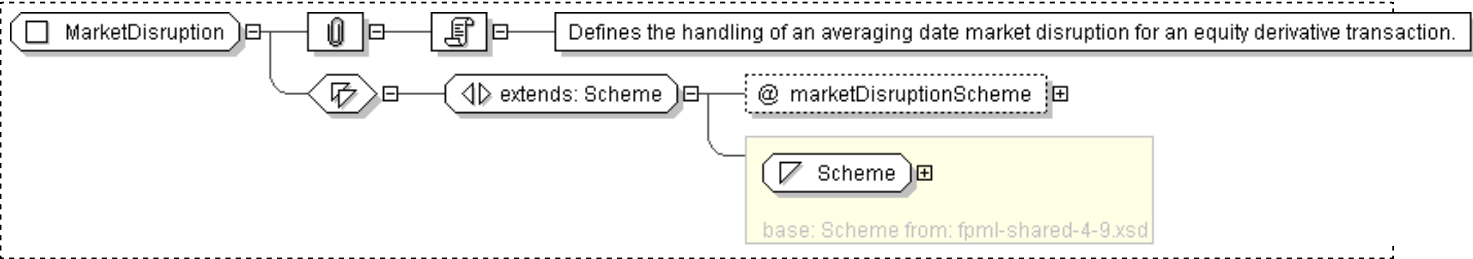 MarketDisruption
Defines the handling of an averaging date market disruption for an equity derivative transaction.
extends: Scheme
@ marketDisruptionScheme
Scheme
base: Scheme from: fpml-shared-4-9.xsd